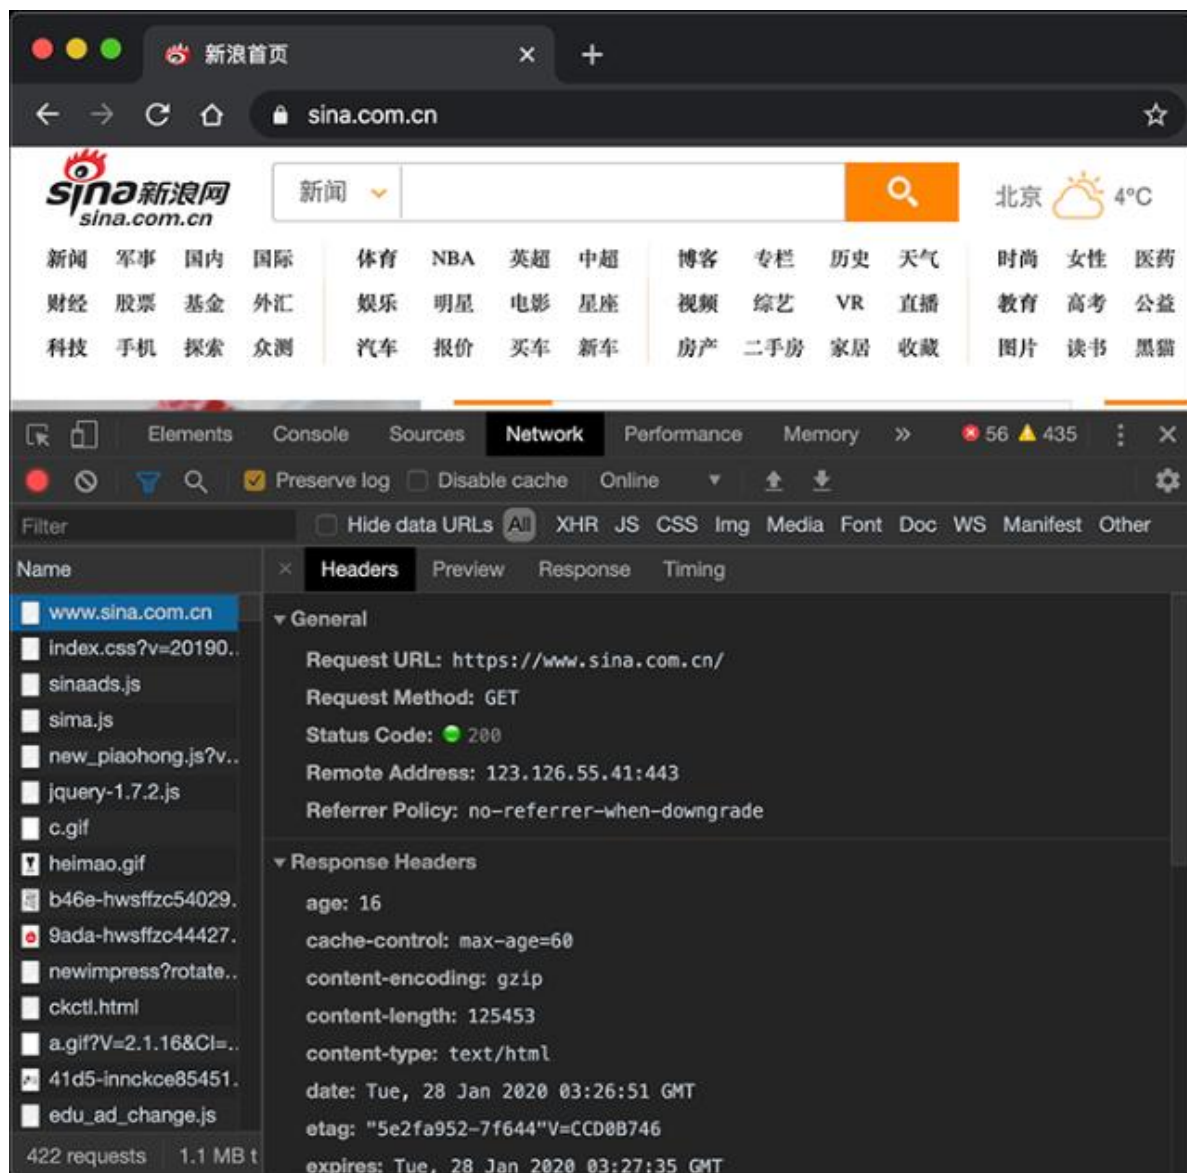 新浪首页
sina.com.cn
sina新浪网 新闻 北京 4°C
sina.com.cn
新闻 军事 国内 国际 体育 NBA 英超 中超 博客 专栏 历史 天气 时尚 女性 医药
财经 股票 基金 外汇 娱乐 明星 电影 星座 视频 综艺 VR 直播 教育 高考 公益
科技 手机 探索 众测 汽车 报价 买车 新车 房产 二手房 家居 收藏 图片 读书 黑猫
Elements Console Sources Network Performance Memory » 56 435
Preserve log Disable cache Online
Filter Hide data URLs All XHR JS CSS Img Media Font Doc WS Manifest Other
Name Headers Preview Response Timing
www.sina.com.cn
index.css?v=20190..
sinaads.js
sima.js
new_piaohong.js?v..
jquery-1.7.2.js
c.gif
heimao.gif
b46e-hwsffzc54029.
9ada-hwsffzc44427.
newimpress?rotate..
ckctl.html
a.gif?V=2.1.16&CI=..
41d5-innckce85451.
edu_ad_change.js
422 requests 1.1 MB t
General
Request URL: https://www.sina.com.cn/
Request Method: GET
Status Code: 200
Remote Address: 123.126.55.41:443
Referrer Policy: no-referrer-when-downgrade
Response Headers
age: 16
cache-control: max-age=60
content-encoding: gzip
content-length: 125453
content-type: text/html
date: Tue, 28 Jan 2020 03:26:51 GMT
etag: "5e2fa952-7f644"V=CCD0B746
expires: Tue, 28 Jan 2020 03:27:35 GMT